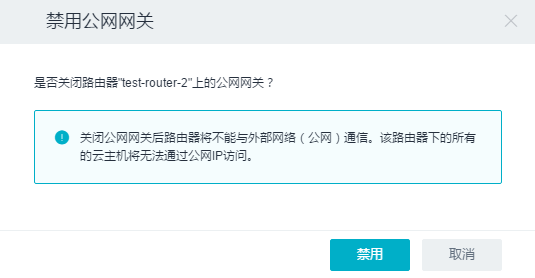 禁用公网网关
是否关闭路由器"test-router-2"上的公网网关？
关闭公网网关后路由器将不能与外部网络（公网）通信。该路由器下的所有
的云主机将无法通过公网IP访问。
禁用
取消